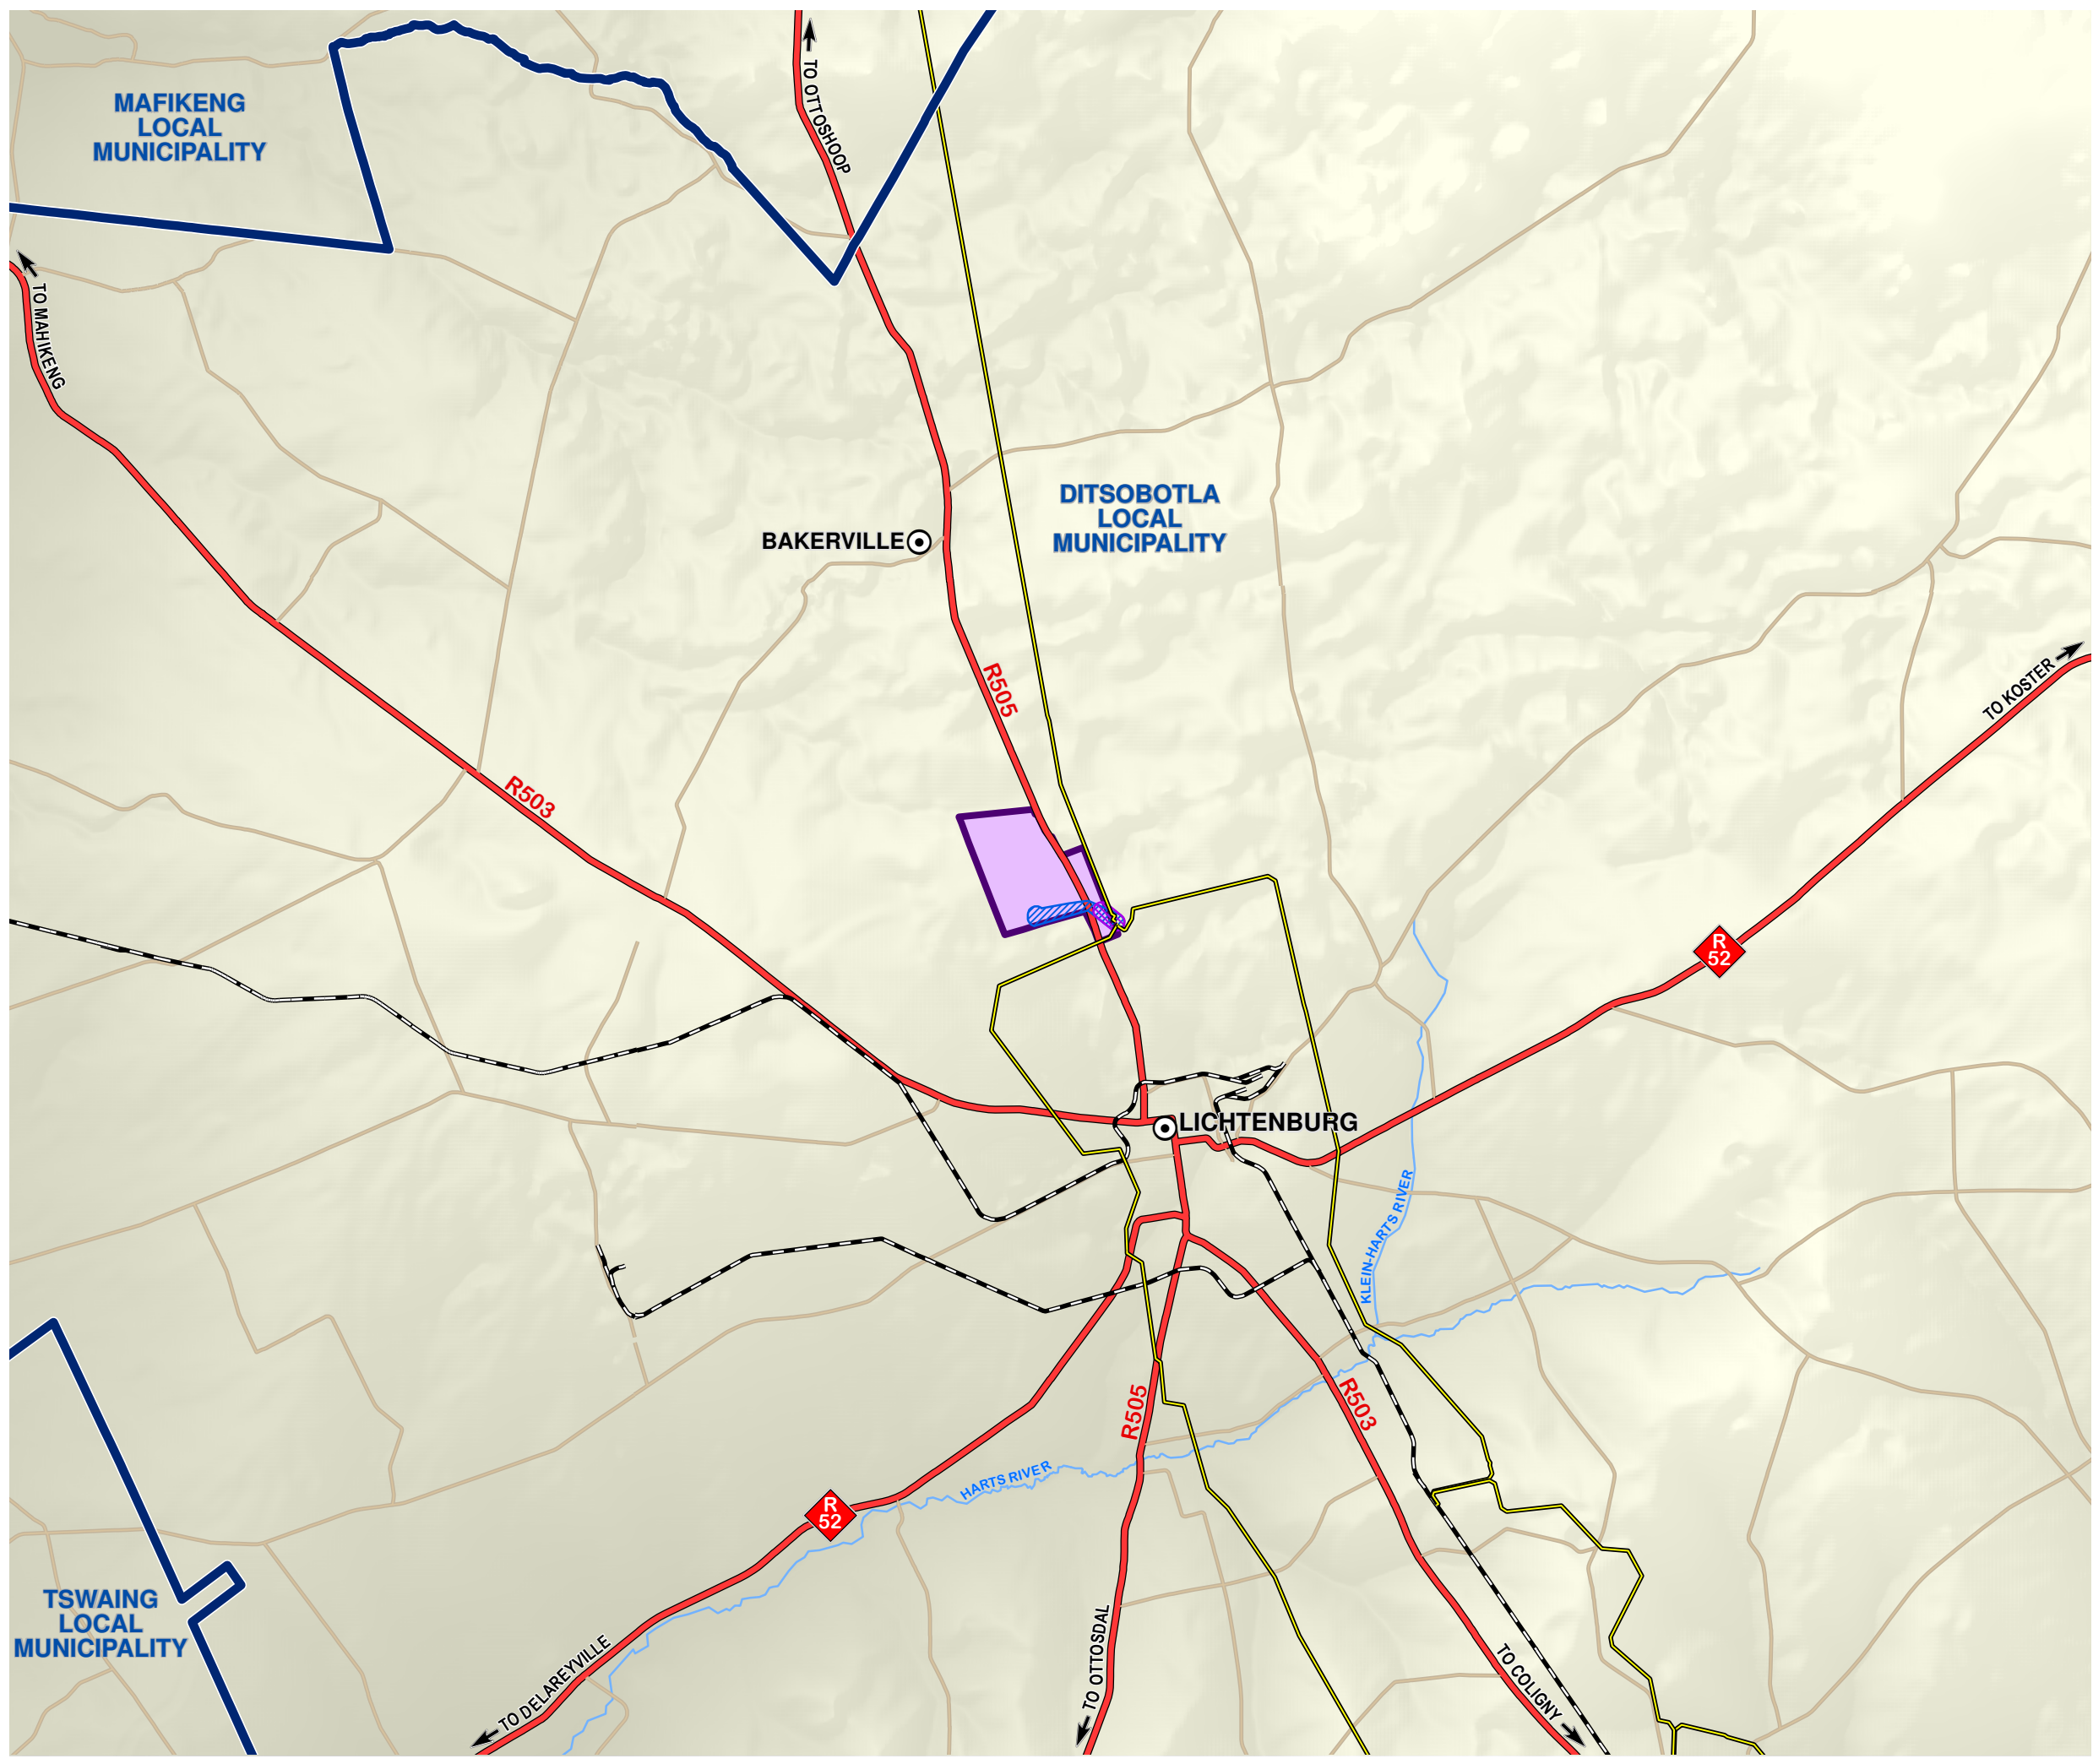 TO OTTOSHOOP
MAFIKENG
LOCAL
MUNICIPALITY
TO MAHIKENG
DITSOBOTLA
LOCAL
MUNICIPALITY
BAKERVILLE
R505
TO KOSTER
R503
R
52
LICHTENBURG
KLEIN-HARTS RIVER
R505
R503
HARTS RIVER
R
52
TSWAING
LOCAL
MUNICIPALITY
TO DELAREYVILLE
TO OTTOSDAL
TO COLIGNY